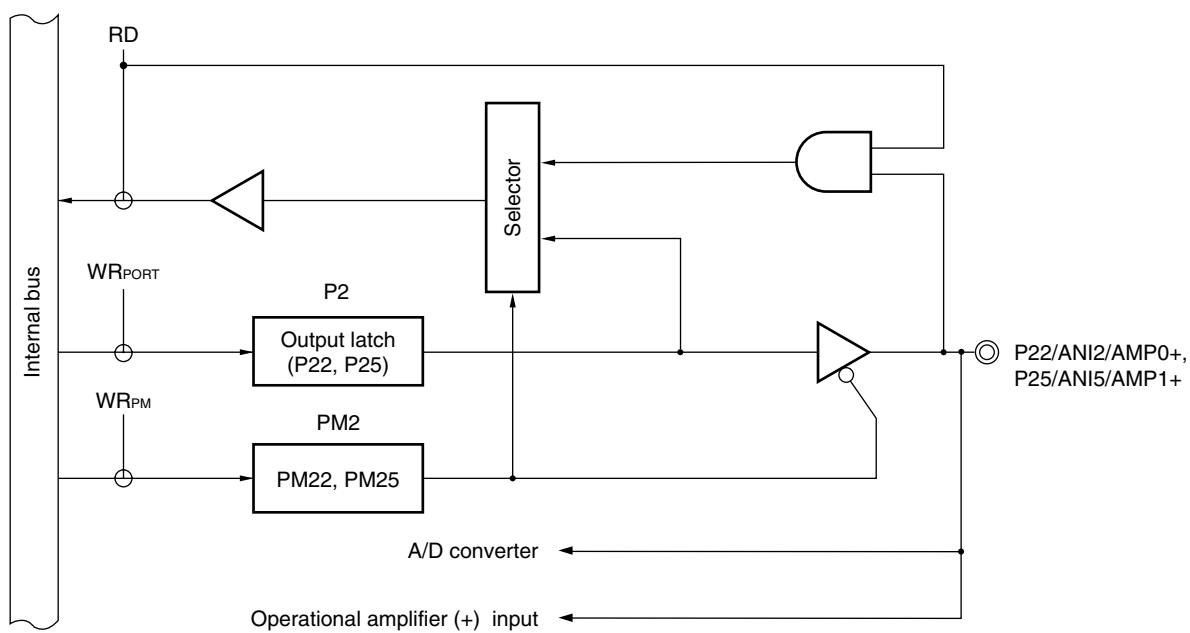 RD
Selector
Internal bus
WRPORT
P2
Output latch
(P22, P25)
P22/ANI2/AMP0+,
P25/ANI5/AMP1+
WRPM
PM2
PM22, PM25
A/D converter
Operational amplifier (+) input